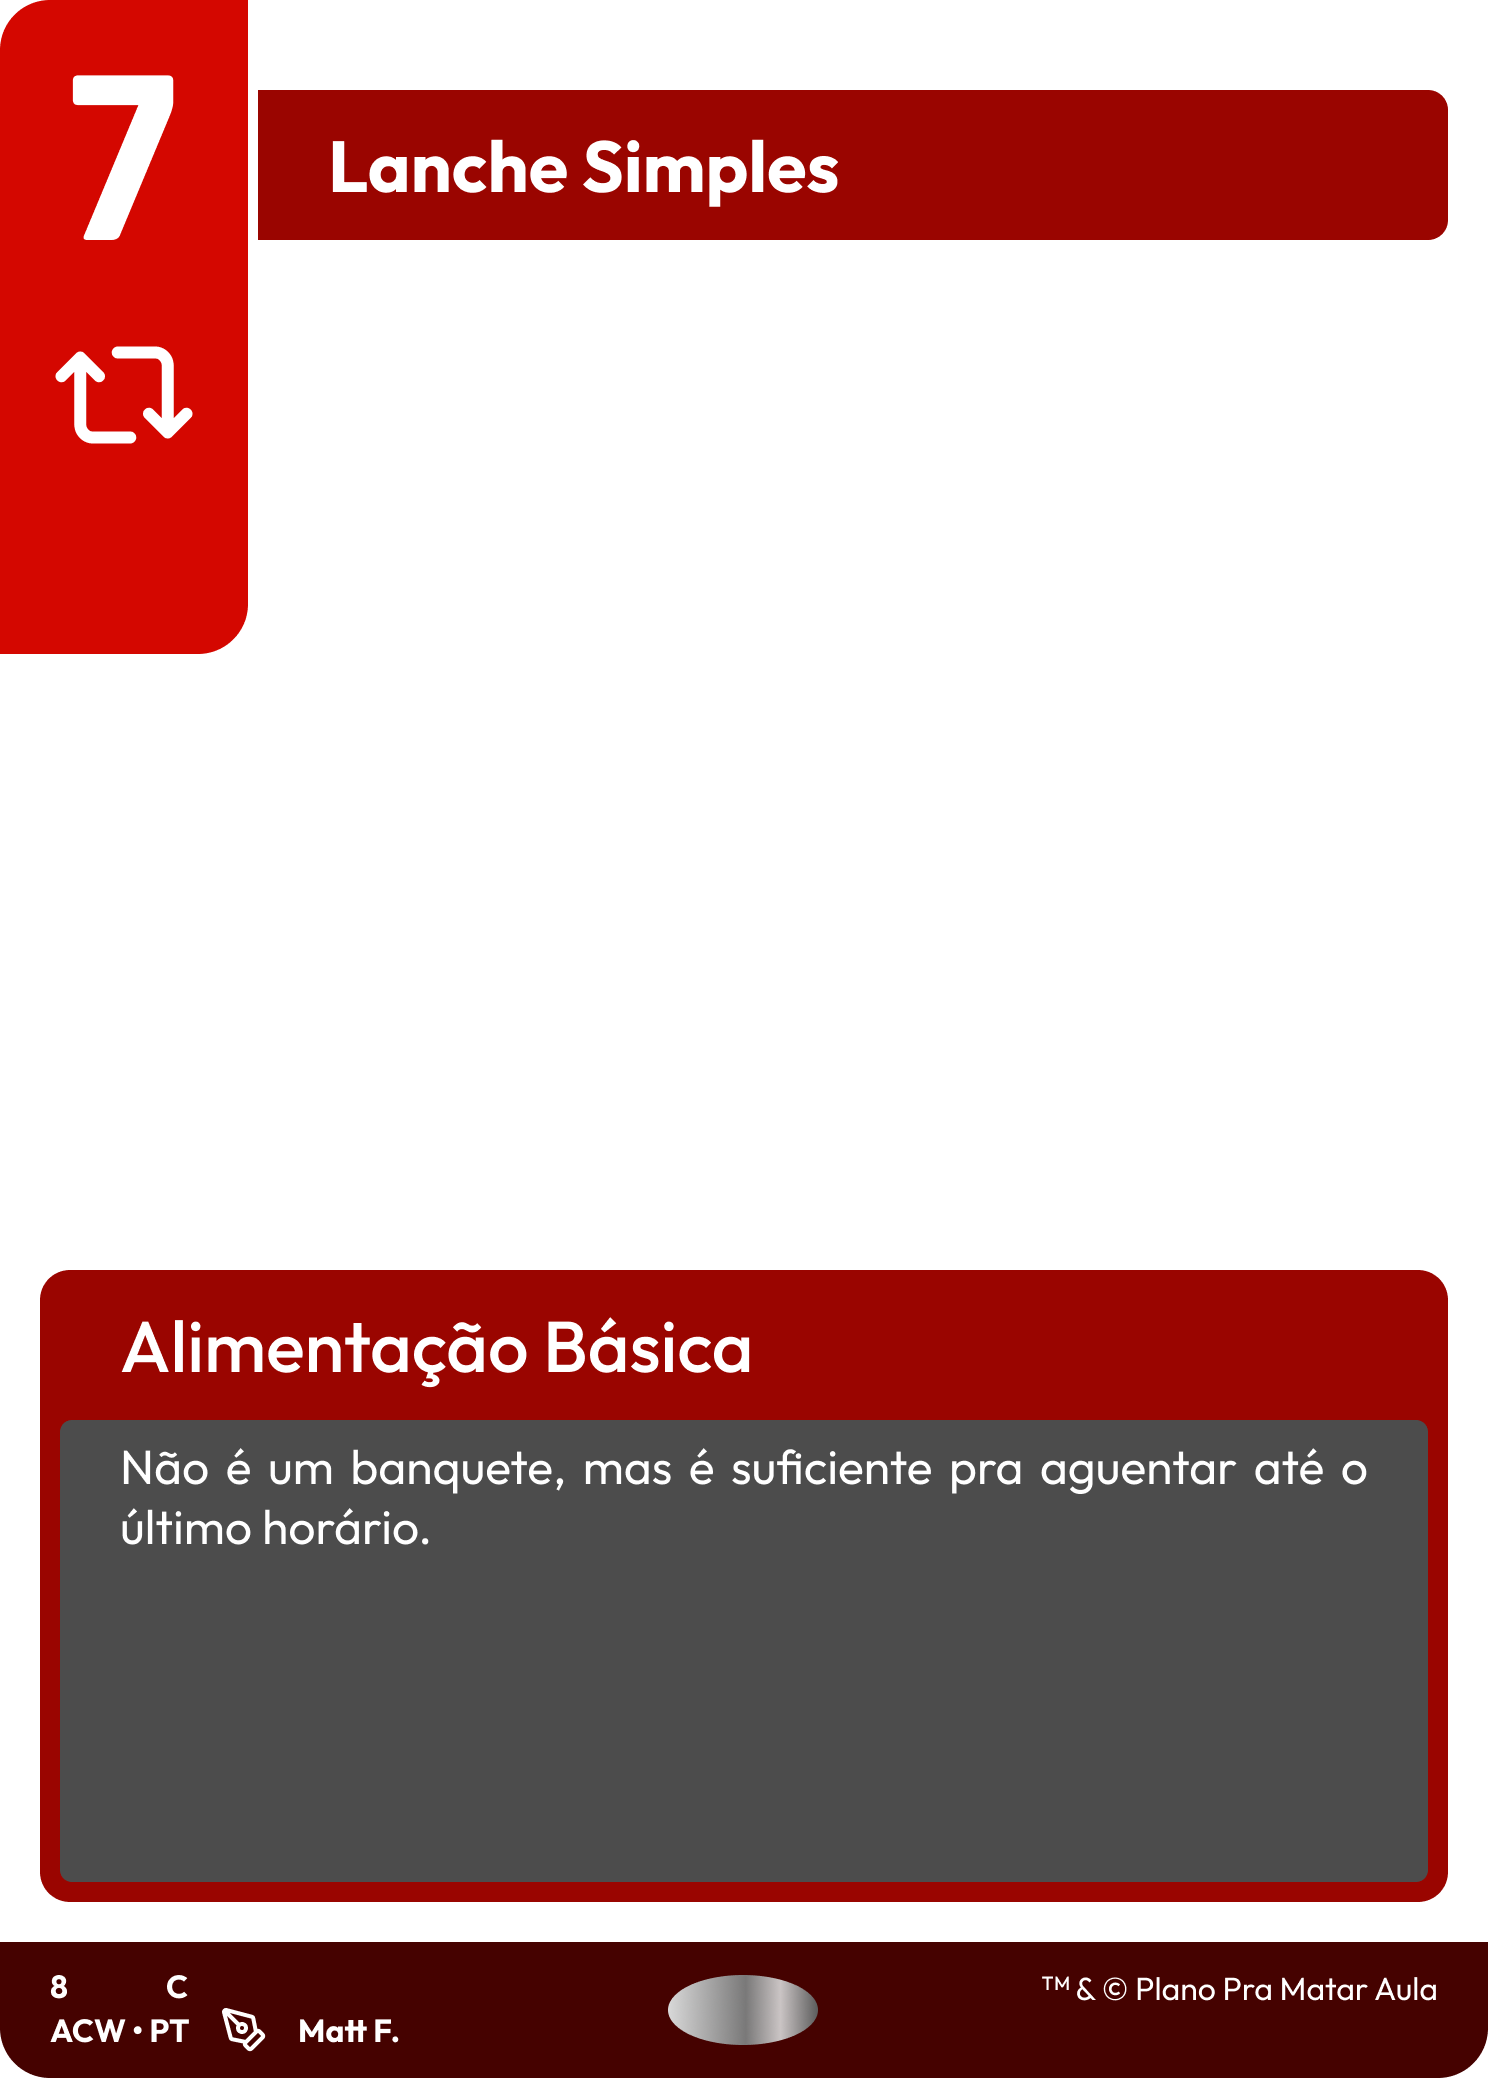 7
Lanche Simples
Alimentação Básica
Não é um banquete, mas é suficiente pra aguentar até o
último horário.
8 C
ACW • PT Matt F.
™ & © Plano Pra Matar Aula